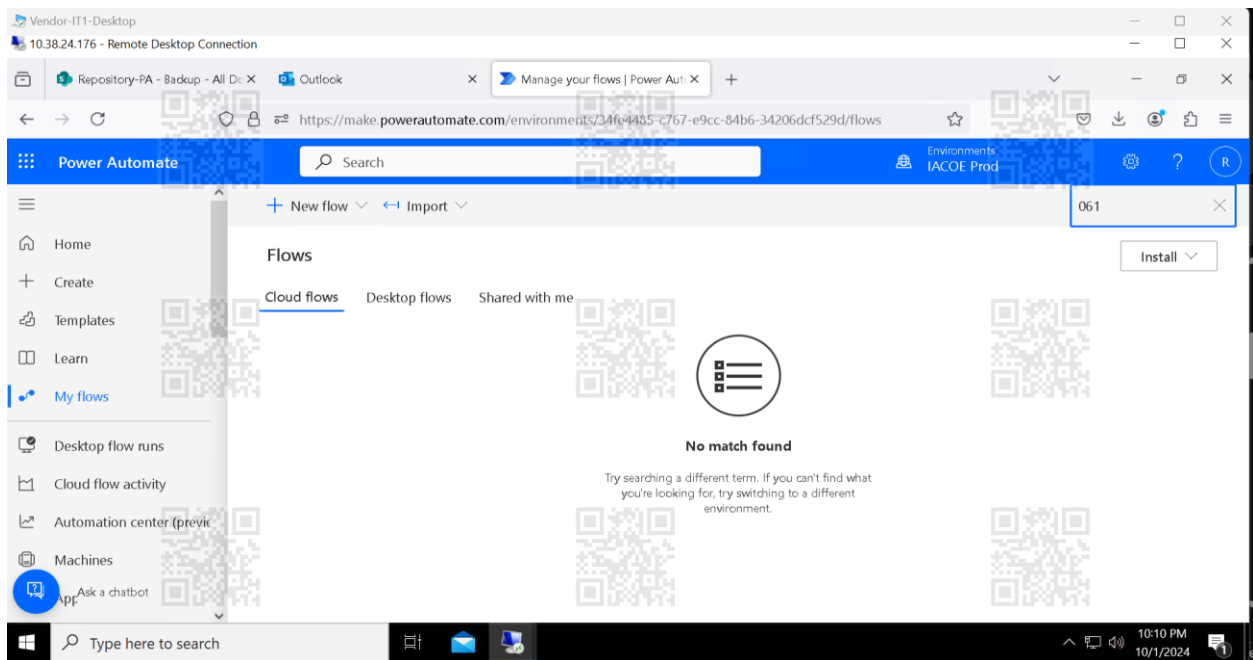 Vendor-IT1-Desktop
10.38.24.176 - Remote Desktop Connection
Repository-PA - Backup - All Do
Outlook
Manage your flows | Power Aut
https://make.powerautomate.com/environments/34fe4485-c767-e9cc-84b6-34206dcf529d/flows
Power Automate
Search
Environments
IACOE Prod
R
New flow
Import
061
Home
Flows
Install
Create
Cloud flows
Desktop flows
Shared with me
Templates
Learn
My flows
No match found
Desktop flow runs
Try searching a different term. If you can't find what
you're looking for, try switching to a different
environment.
Cloud flow activity
Automation center (previe
Machines
App
Ask a chatbot
Type here to search
10:10 PM
10/1/2024
1